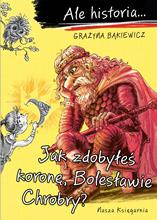 Ale historia...
GRAŻYNA BĄKIEWICZ
Jak zdobyłeś
koronę, Bolesławie
Chrobry?
Nasza Księgarnia